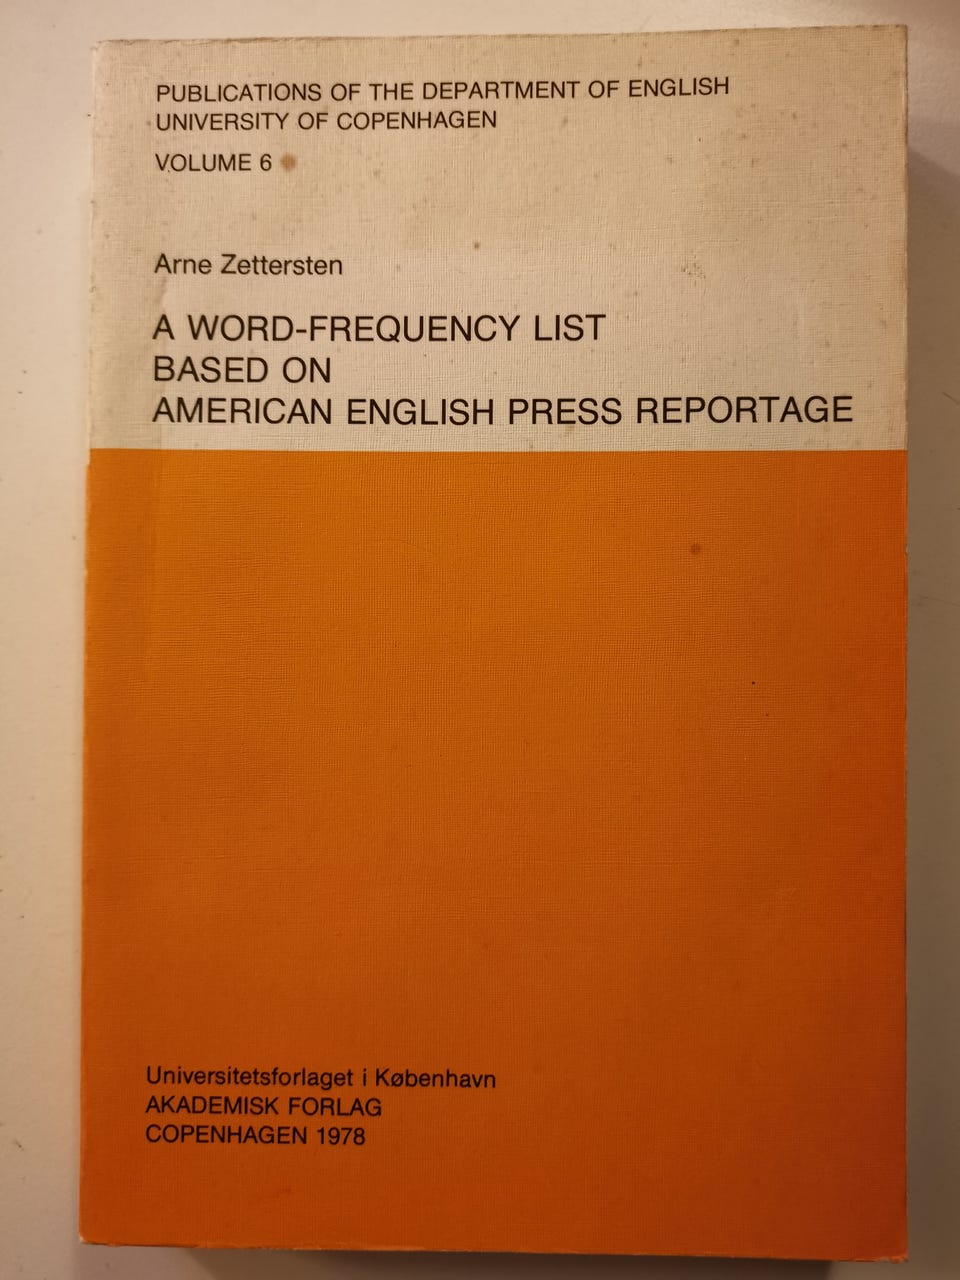 PUBLICATIONS OF THE DEPARTMENT OF ENGLISH
UNIVERSITY OF COPENHAGEN
VOLUME 6
Arne Zettersten
A WORD-FREQUENCY LIST
BASED ON
AMERICAN ENGLISH PRESS REPORTAGE
Universitetsforlaget i København
AKADEMISK FORLAG
COPENHAGEN 1978